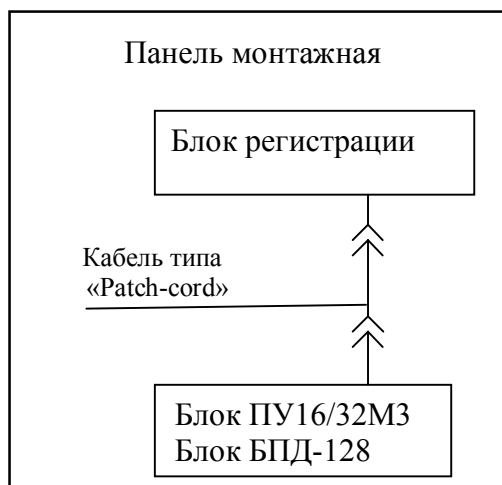 Панель монтажная
Блок регистрации
Кабель типа
«Patch-cord»
Блок ПУ16/32М3
Блок БПД-128